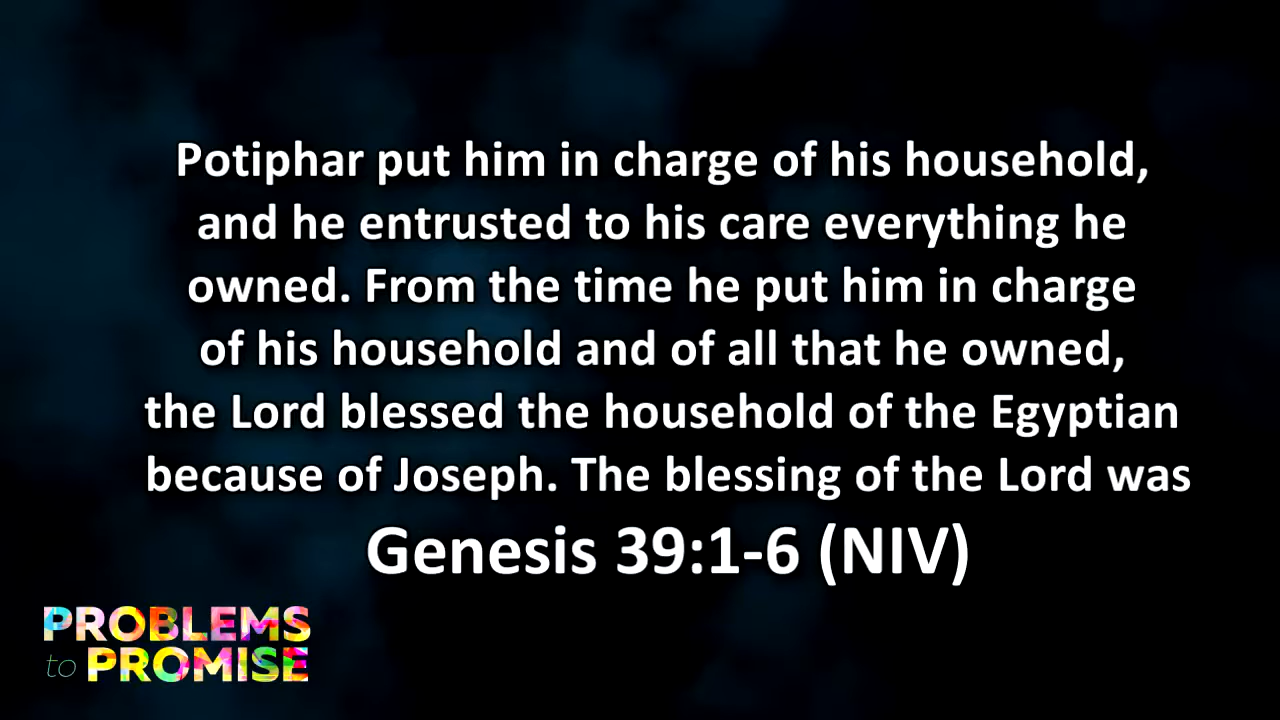 Potiphar put him in charge of his household,
and he entrusted to his care everything he
owned. From the time he put him in charge
of his household and of all that he owned,
the Lord blessed the household of the Egyptian
because of Joseph. The blessing of the Lord was
Genesis 39:1-6 (NIV)
PROBLEMS
to PROMISE